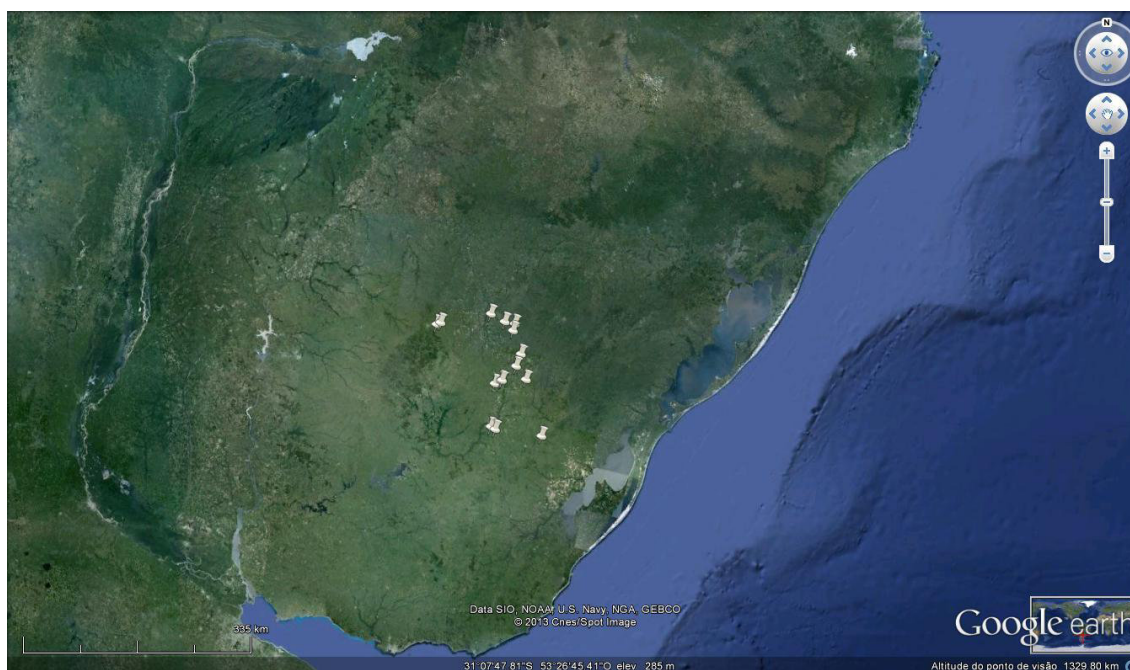 N
335 km
Data SIO, NOAA, U.S. Navy, NGA, GEBCO
© 2013 Cnes/Spot Image
Google earth
31°07'47.81"S 53°26'45.41"O elev 285 m
Altitude do ponto de visão 1329.80 km